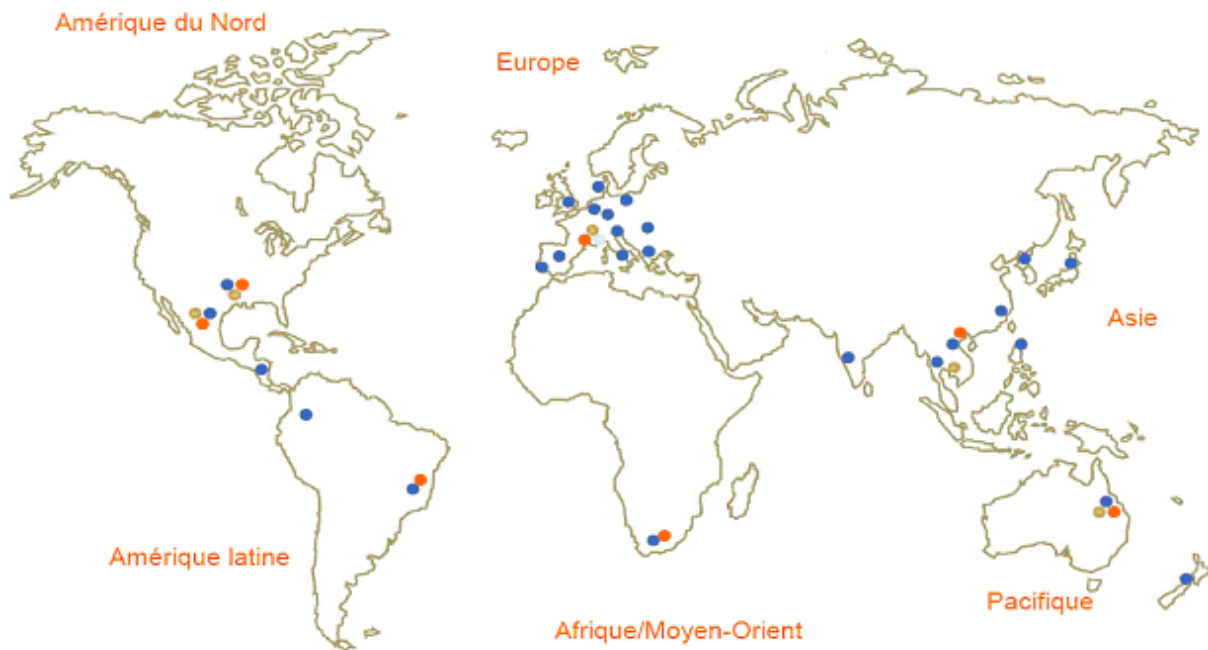 Amérique du Nord
Europe
Asie
Amérique latine
Pacifique
Afrique/Moyen-Orient